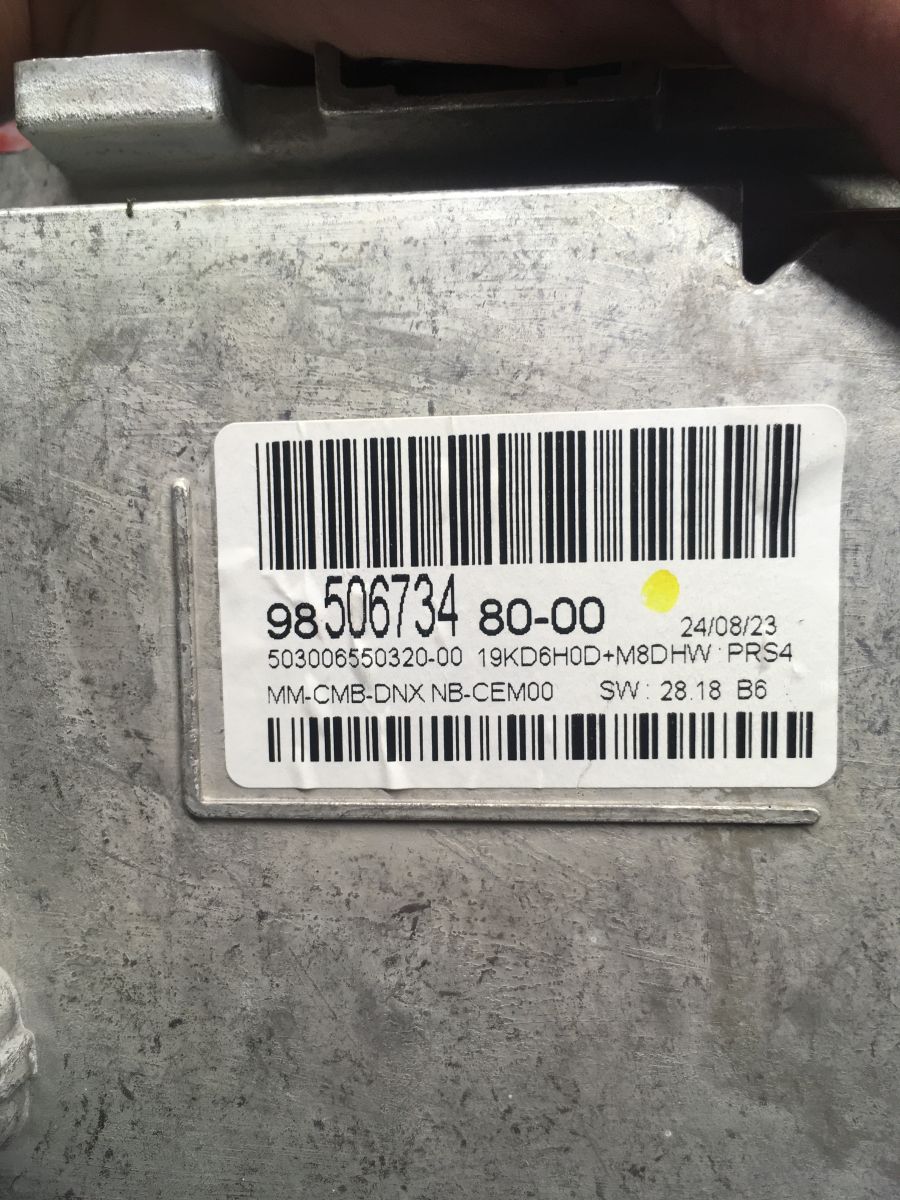 98 506734 80-00
24/08/23
503006550320-00 19KD6H0D+M8DHW : PRS4
MM-CMB-DNX NB-CEM00 SW : 28.18 B6